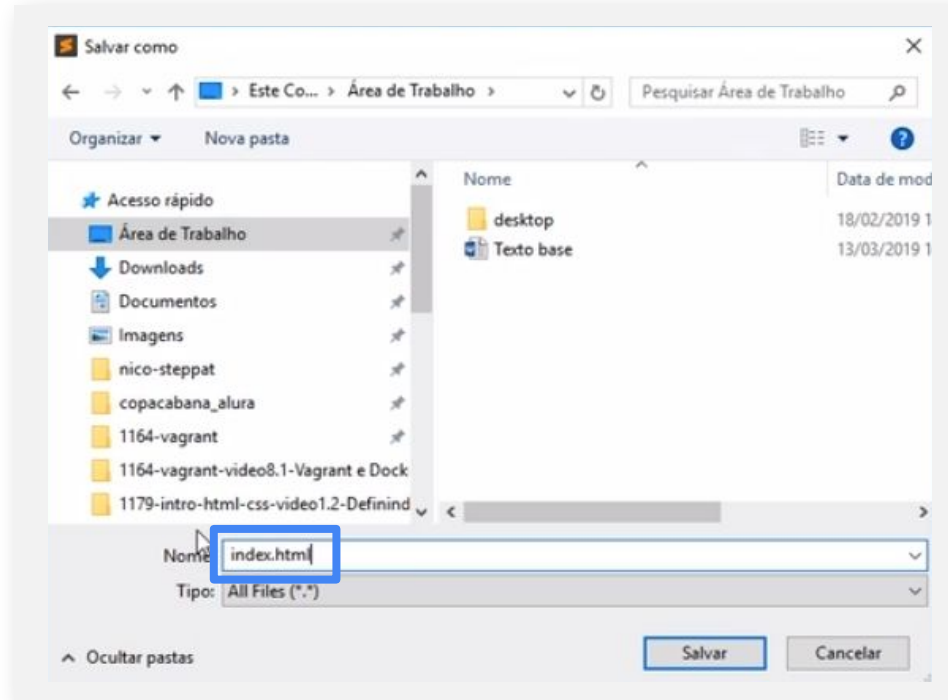 Salvar como
Este Co... › Área de Trabalho ›
Pesquisar Área de Trabalho
Organizar
Nova pasta
Nome
Data de mod
Acesso rápido
Área de Trabalho
Downloads
Documentos
Imagens
nico-steppat
copacabana_alura
1164-vagrant
1164-vagrant-video8.1-Vagrant e Dock
1179-intro-html-css-video1.2-Definind
desktop
18/02/2019 1
Texto base
13/03/2019 1
Nome
index.html
Tipo:
All Files (*.*)
Ocultar pastas
Salvar
Cancelar